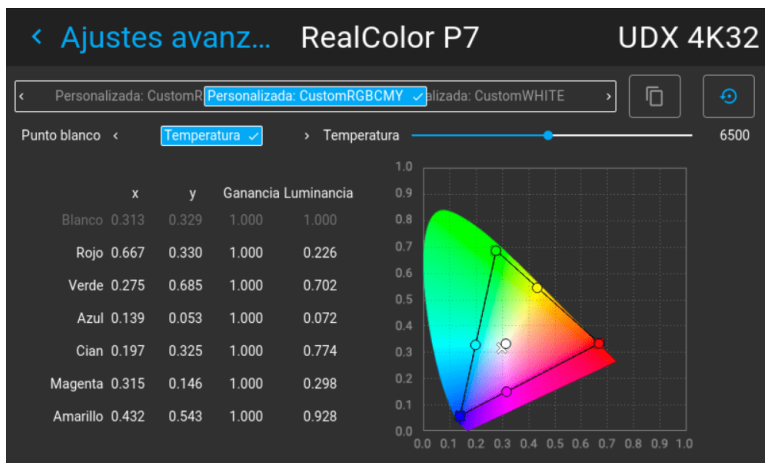 Ajustes avanz... RealColor P7 UDX 4K32
Personalizada: CustomR Personalizada: CustomRGBCMY alizada: CustomWHITE
Punto blanco Temperatura Temperatura 6500
x y Ganancia Luminancia
Blanco 0.313 0.329 1.000 1.000
Rojo 0.667 0.330 1.000 0.226
Verde 0.275 0.685 1.000 0.702
Azul 0.139 0.053 1.000 0.072
Cian 0.197 0.325 1.000 0.774
Magenta 0.315 0.146 1.000 0.298
Amarillo 0.432 0.543 1.000 0.928
1.0
0.9
0.8
0.7
0.6
0.5
0.4
0.3
0.2
0.1
0.0
0.0 0.1 0.2 0.3 0.4 0.5 0.6 0.7 0.8 0.9 1.0